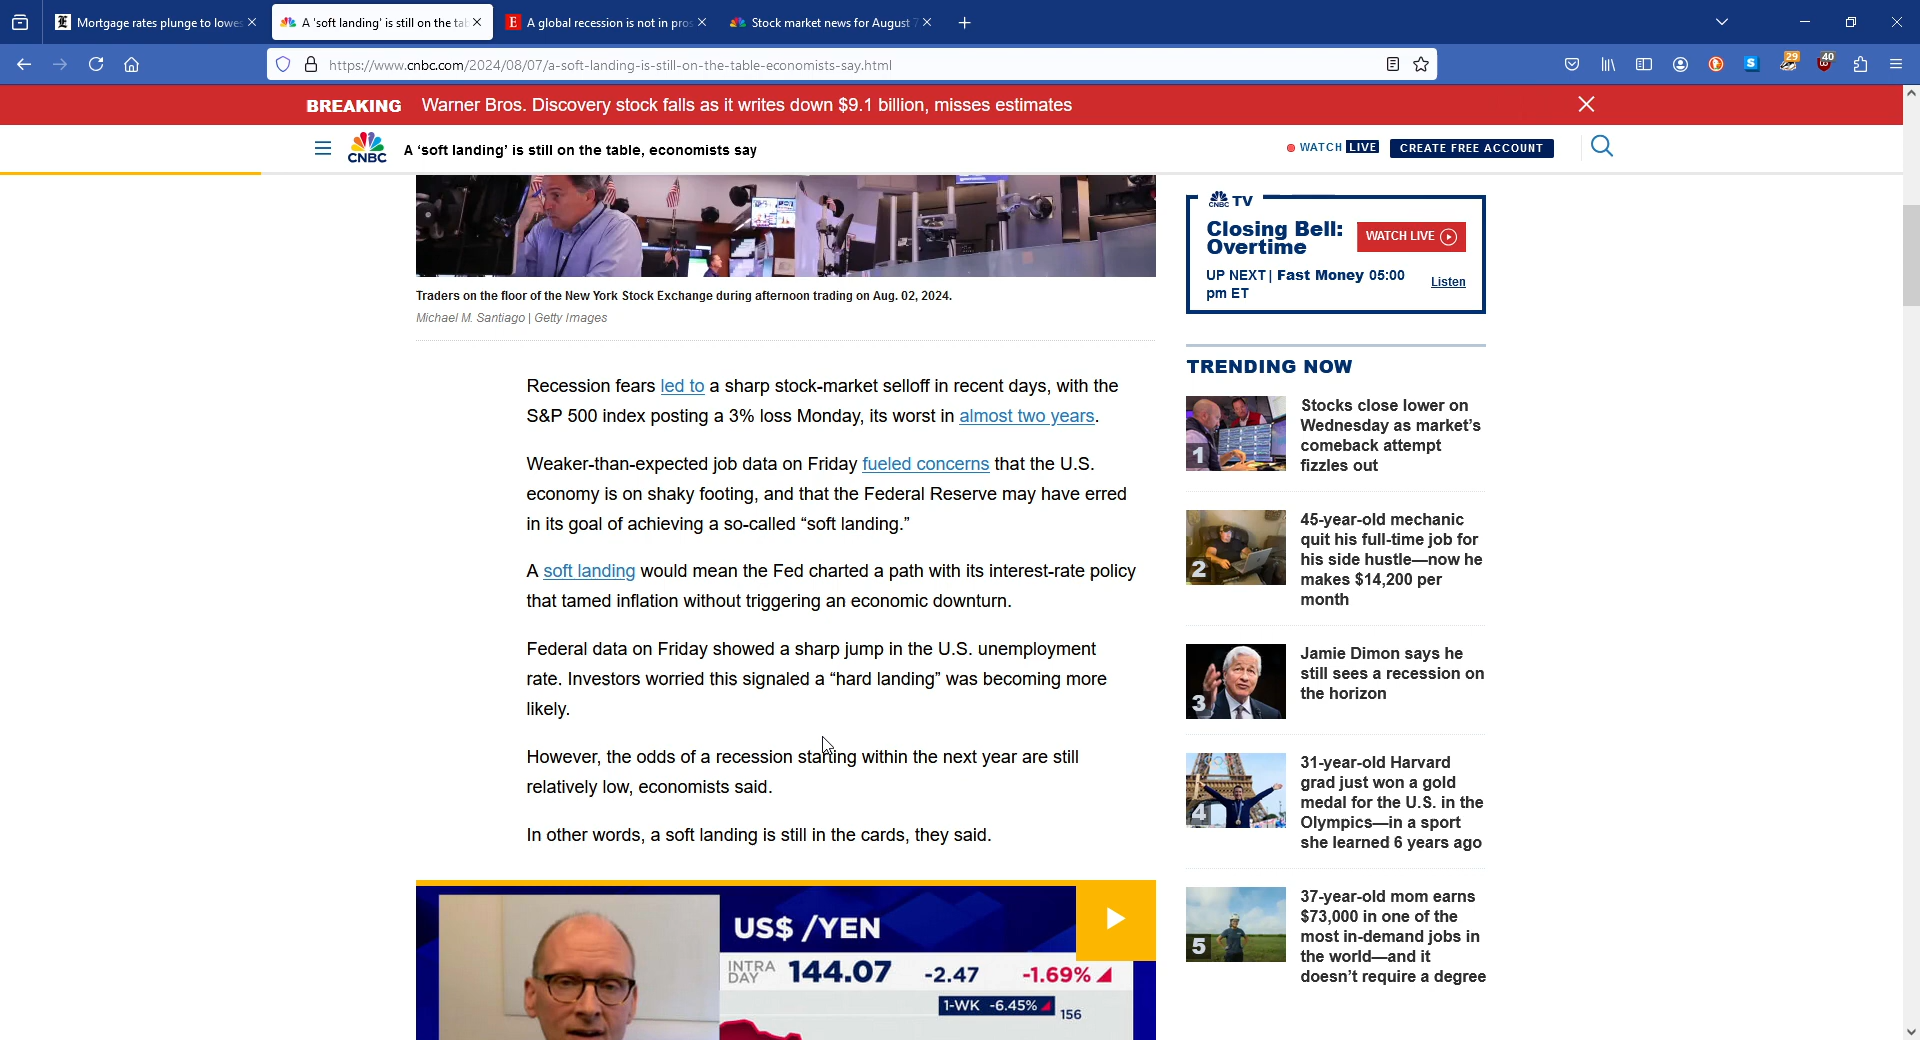 Mortgage rates plunge to lowes
A 'soft landing' is still on the tab
A global recession is not in pros
Stock market news for August 7
https://www.cnbc.com/2024/08/07/a-soft-landing-is-still-on-the-table-economists-say.html
29
40
BREAKING Warner Bros. Discovery stock falls as it writes down $9.1 billion, misses estimates
CNBC
A ‘soft landing’ is still on the table, economists say
WATCH LIVE
CREATE FREE ACCOUNT
Traders on the floor of the New York Stock Exchange during afternoon trading on Aug. 02, 2024.
Michael M. Santiago | Getty Images
Recession fears led to a sharp stock-market selloff in recent days, with the
S&P 500 index posting a 3% loss Monday, its worst in almost two years.
Weaker-than-expected job data on Friday fueled concerns that the U.S.
economy is on shaky footing, and that the Federal Reserve may have erred
in its goal of achieving a so-called “soft landing.”
A soft landing would mean the Fed charted a path with its interest-rate policy
that tamed inflation without triggering an economic downturn.
Federal data on Friday showed a sharp jump in the U.S. unemployment
rate. Investors worried this signaled a “hard landing” was becoming more
likely.
However, the odds of a recession starting within the next year are still
relatively low, economists said.
In other words, a soft landing is still in the cards, they said.
US$ /YEN
INTRA
DAY
144.07 -2.47 -1.69%
1-WK -6.45%
156
CNBC TV
Closing Bell:
Overtime
WATCH LIVE
UP NEXT | Fast Money 05:00
pm ET
Listen
TRENDING NOW
1
Stocks close lower on
Wednesday as market’s
comeback attempt
fizzles out
2
45-year-old mechanic
quit his full-time job for
his side hustle—now he
makes $14,200 per
month
3
Jamie Dimon says he
still sees a recession on
the horizon
4
31-year-old Harvard
grad just won a gold
medal for the U.S. in the
Olympics—in a sport
she learned 6 years ago
5
37-year-old mom earns
$73,000 in one of the
most in-demand jobs in
the world—and it
doesn’t require a degree